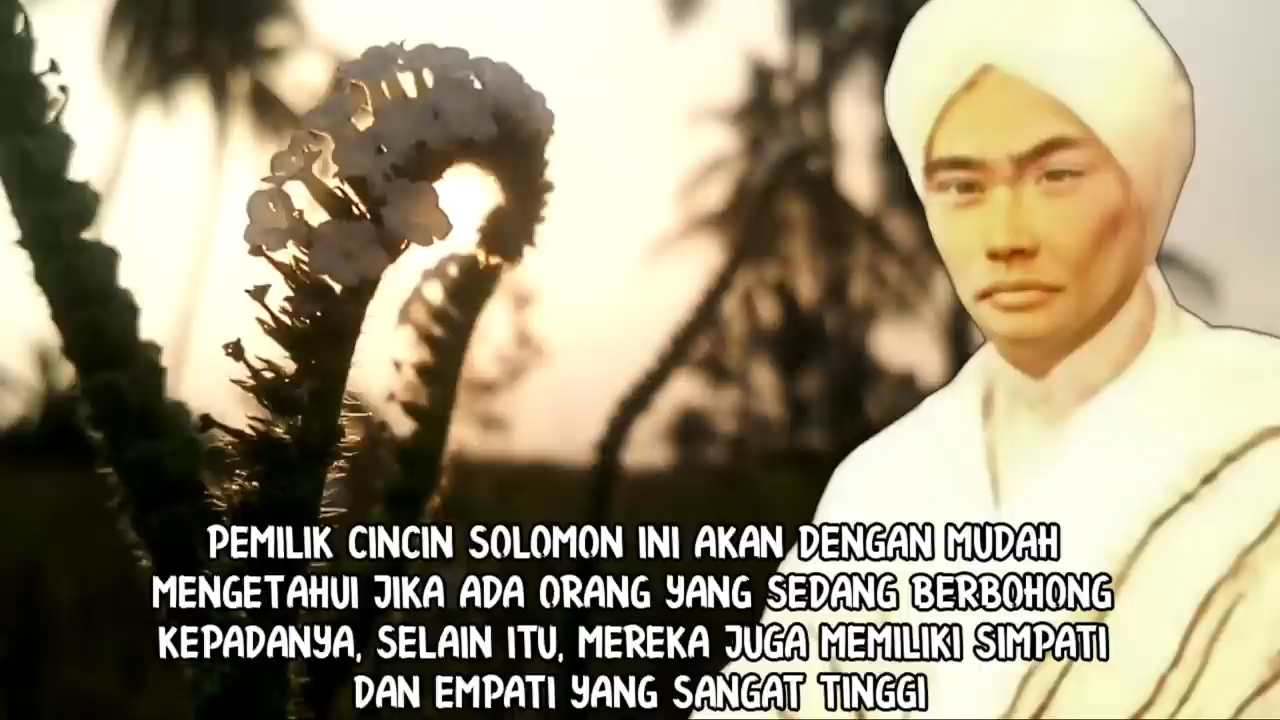 PEMILIK CINCIN SOLOMON INI AKAN DENGAN MUDAH
MENGETAHUI JIKA ADA ORANG YANG SEDANG BERBOHONG
KEPADANYA, SELAIN ITU, MEREKA JUGA MEMILIKI SIMPATI
DAN EMPATI YANG SANGAT TINGGI